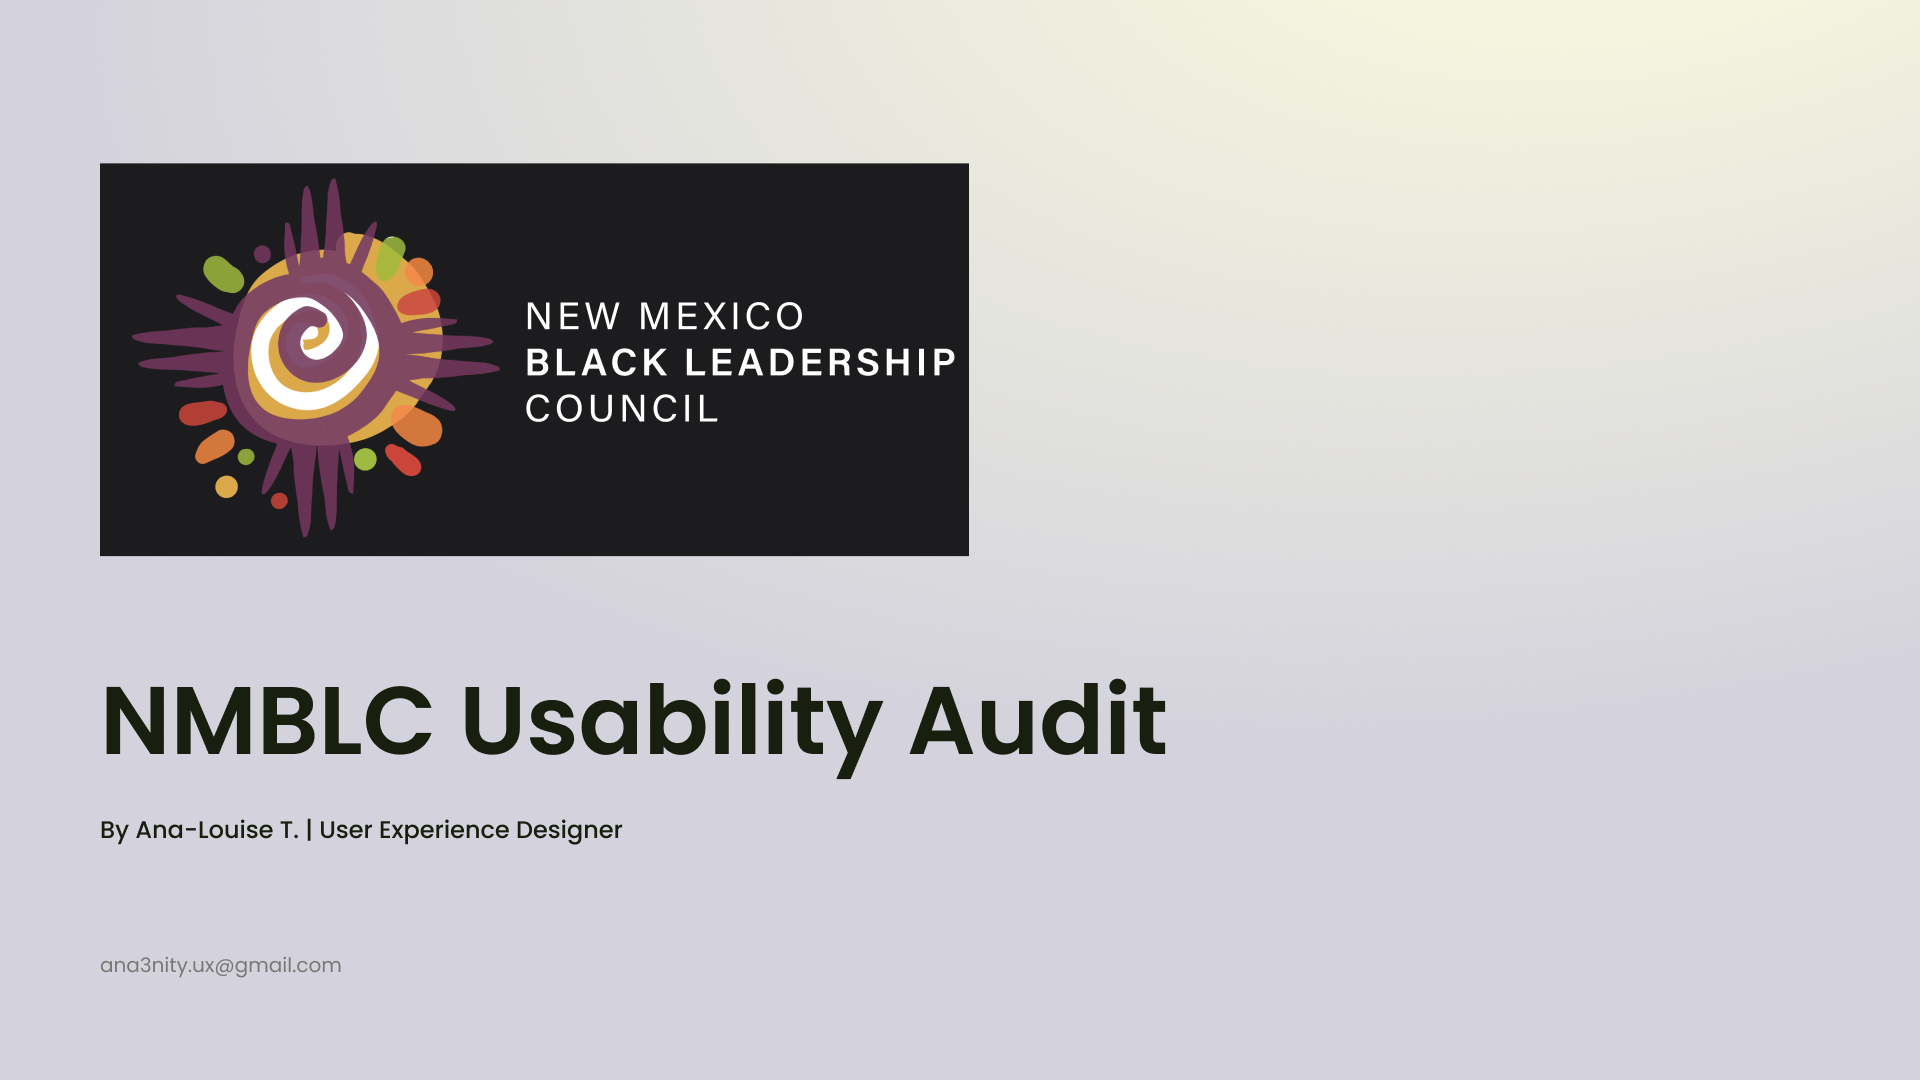 NEW MEXICO
BLACK LEADERSHIP
COUNCIL
NMBLC Usability Audit
By Ana-Louise T. | User Experience Designer
ana3nity.ux@gmail.com